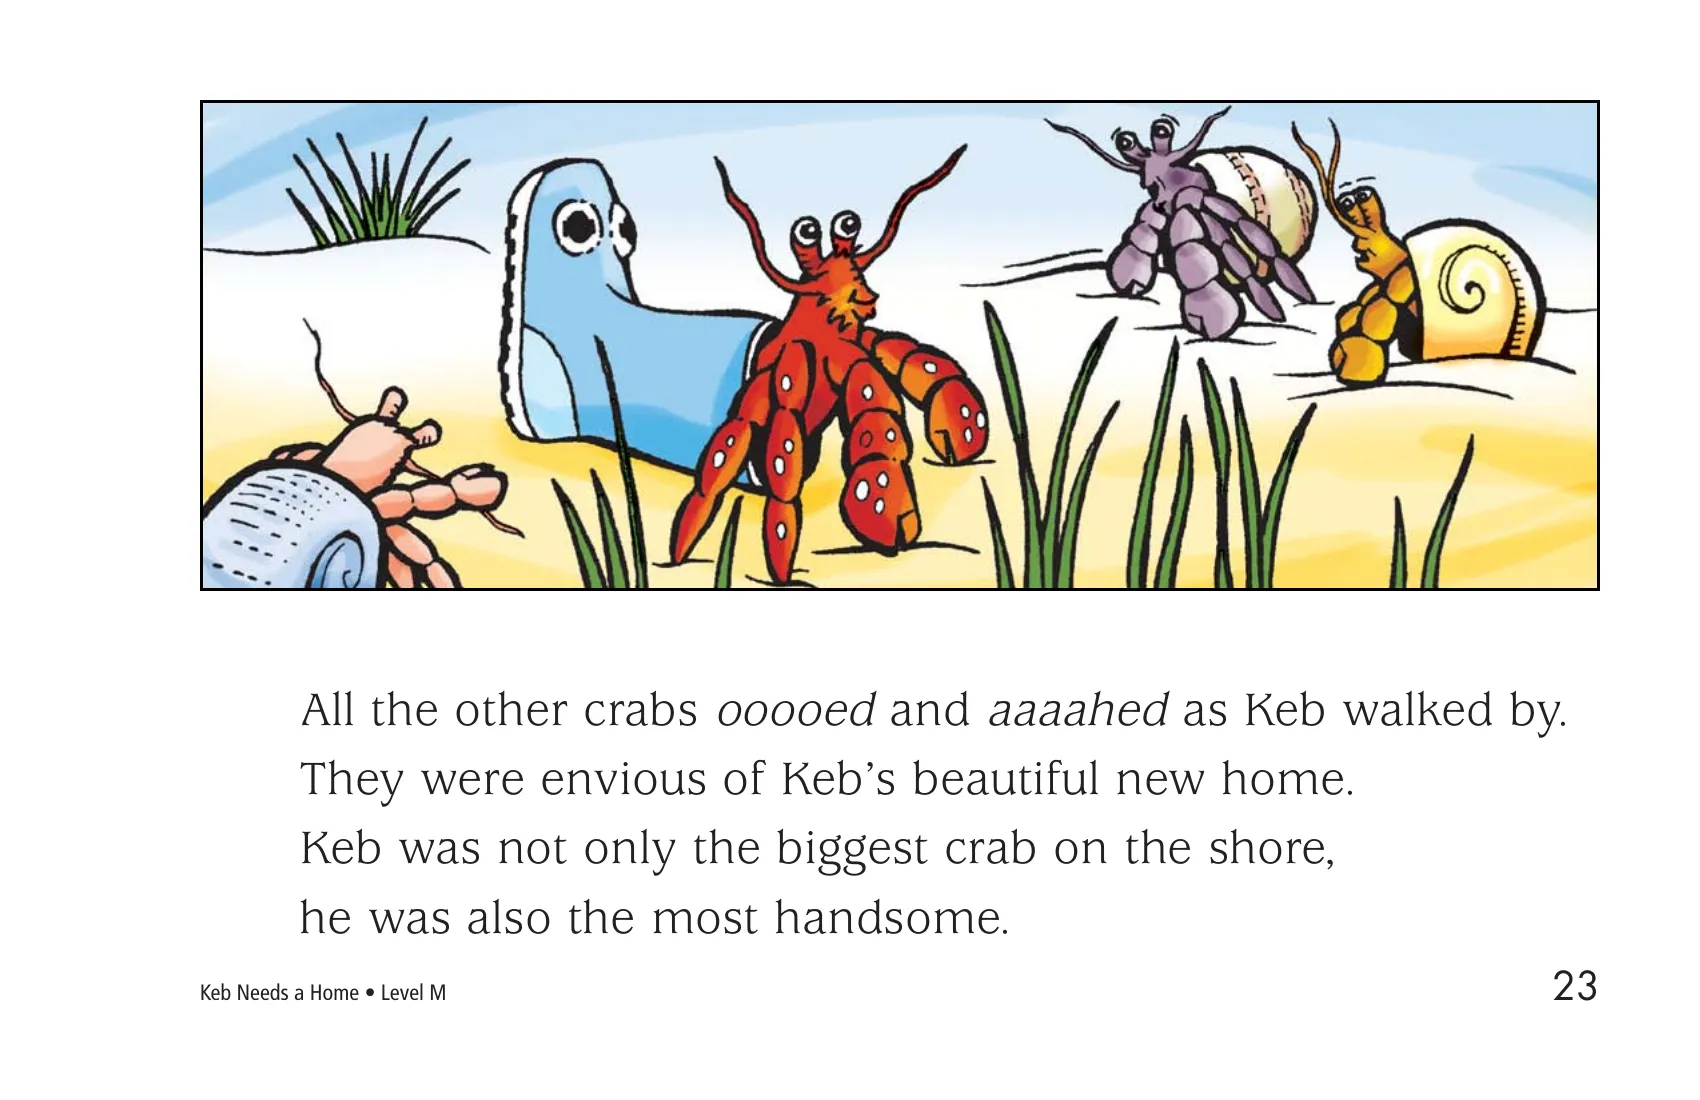 All the other crabs ooooed and aaaahed as Keb walked by.
They were envious of Keb’s beautiful new home.
Keb was not only the biggest crab on the shore,
he was also the most handsome.
Keb Needs a Home • Level M
23